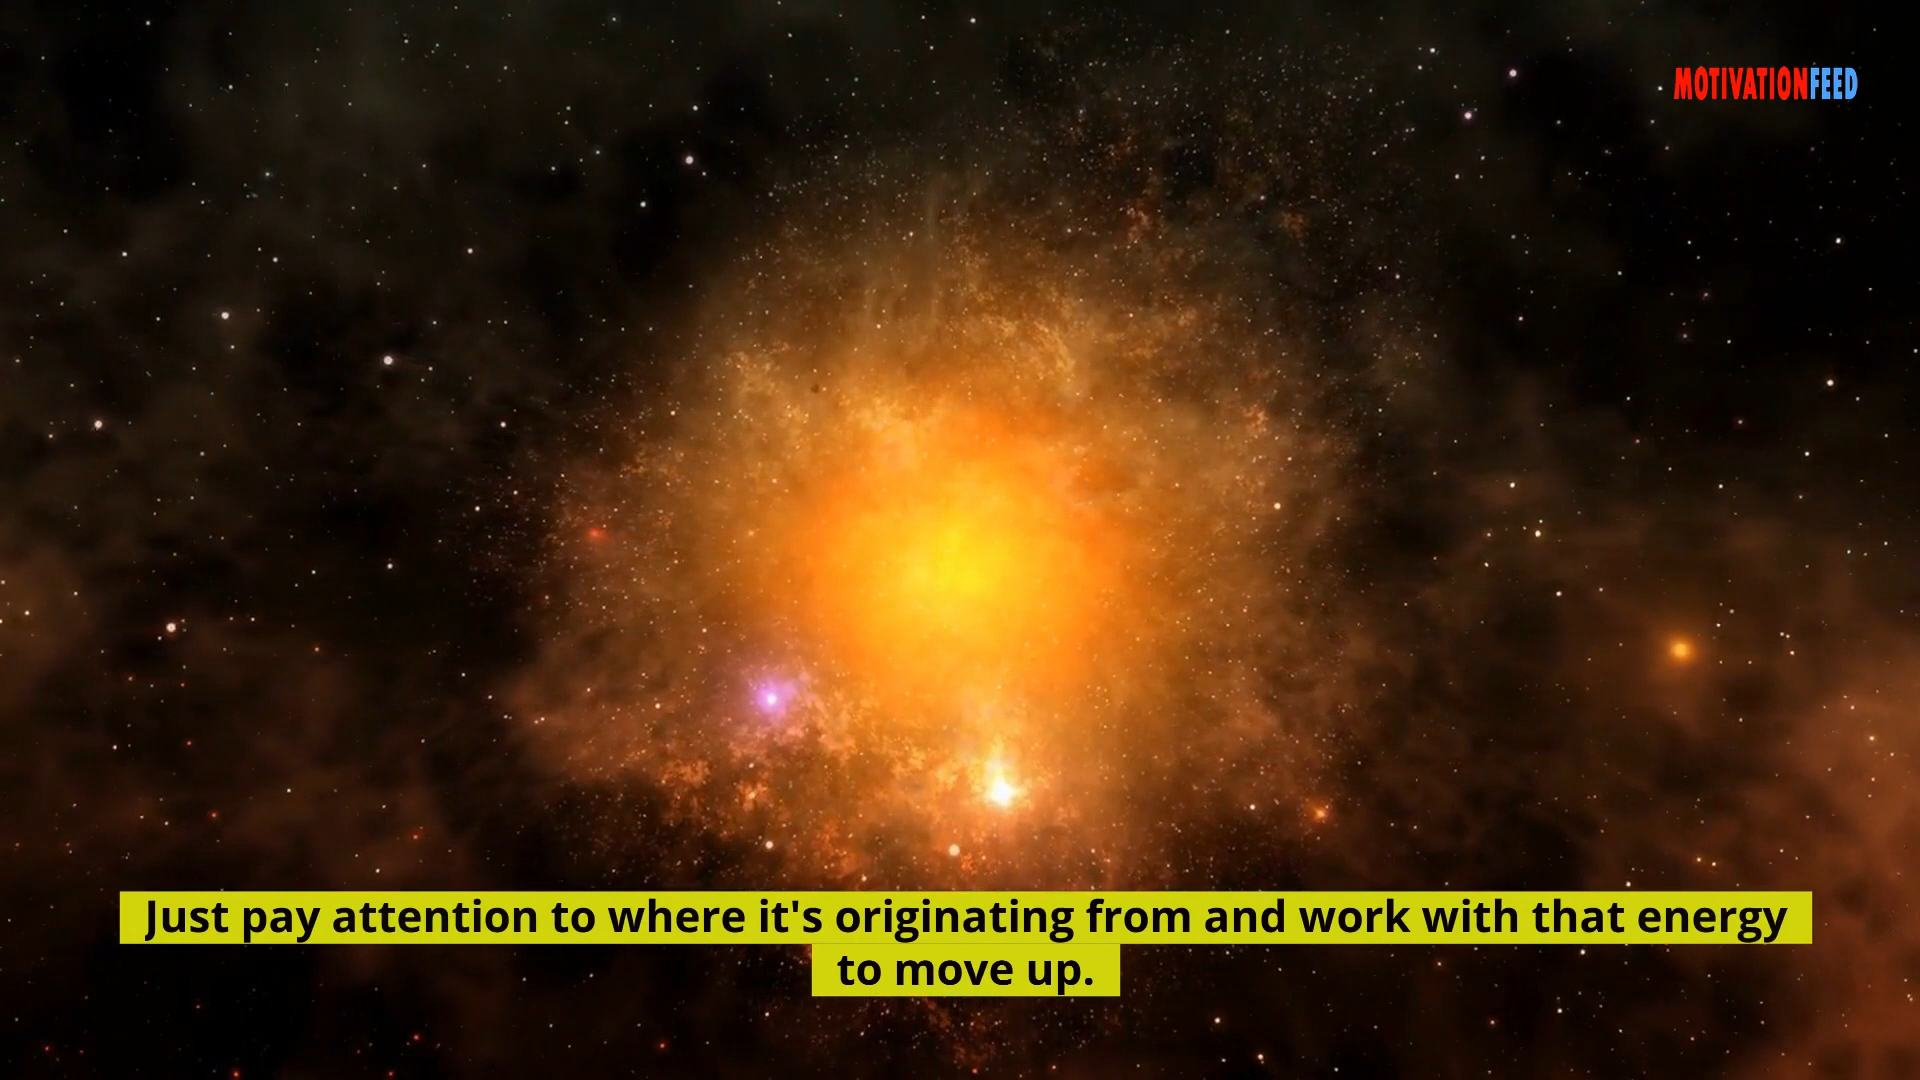 MOTIVATIONFEED
Just pay attention to where it's originating from and work with that energy
to move up.